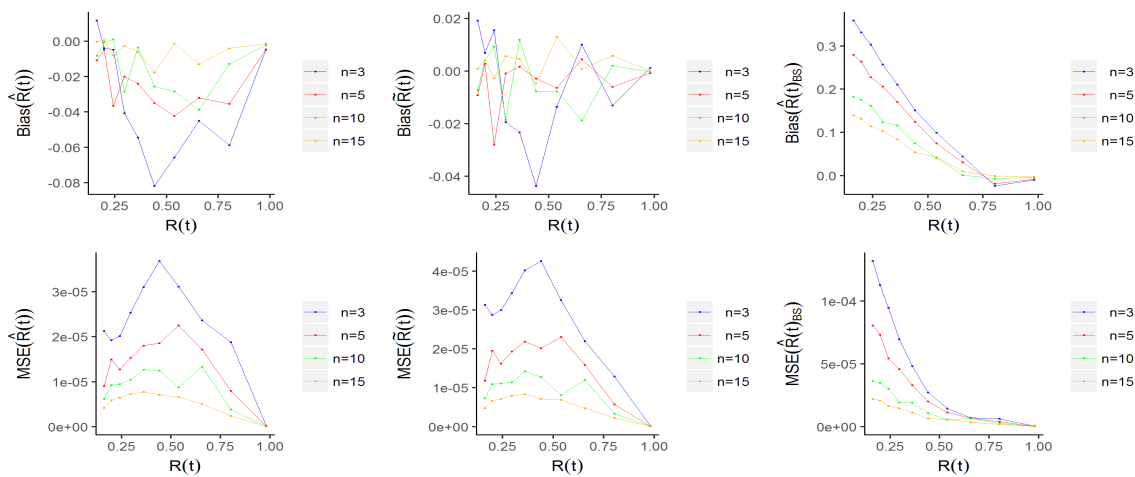 Bias(R̂(t))
0.00
-0.02
-0.04
-0.06
-0.08
0.25
0.50
0.75
1.00
R(t)
n=3
n=5
n=10
n=15
Bias(R̃(t))
0.02
0.00
-0.02
-0.04
0.25
0.50
0.75
1.00
R(t)
n=3
n=5
n=10
n=15
Bias(R̂(t)BS)
0.3
0.2
0.1
0.0
0.25
0.50
0.75
1.00
R(t)
n=3
n=5
n=10
n=15
MSE(R̂(t))
3e-05
2e-05
1e-05
0e+00
0.25
0.50
0.75
1.00
R(t)
n=3
n=5
n=10
n=15
MSE(R̃(t))
4e-05
3e-05
2e-05
1e-05
0e+00
0.25
0.50
0.75
1.00
R(t)
n=3
n=5
n=10
n=15
MSE(R̂(t)BS)
1e-04
5e-05
0e+00
0.25
0.50
0.75
1.00
R(t)
n=3
n=5
n=10
n=15